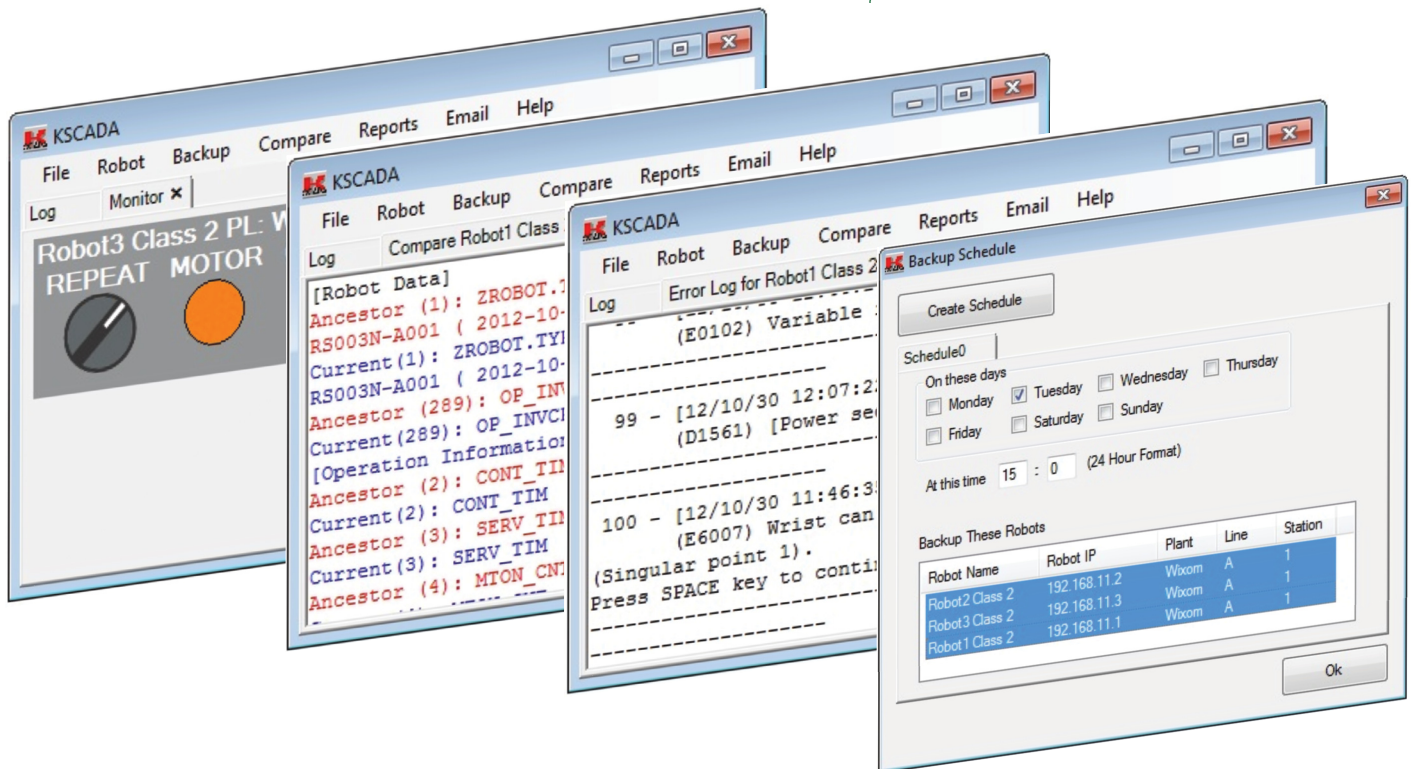 KSCADA
File Robot Backup Compare Reports Email Help
Log Monitor
Robot3 Class 2 PL:
REPEAT MOTOR
KSCADA
File Robot Backup Compare Reports Email Help
Log Compare Robot1 Class
[Robot Data]
Ancestor (1): ZROBOT.
RS003N-A001 ( 2012-10-
Current(1): ZROBOT.TY
RS003N-A001 ( 2012-10-
Ancestor (289): OP_IN
Current(289): OP_INVC
[Operation Informatio
Ancestor (2): CONT_TI
Current(2): CONT_TIM
Ancestor (3): SERV_TI
Current(3): SERV_TIM
Ancestor (4): MTON_CN
KSCADA
File Robot Backup Compare Reports Email Help
Log Error Log for Robot1 Class 2
(E0102) Variable
------------------
99 - [12/10/30 12:07:2
(D1561) [Power se
------------------
100 - [12/10/30 11:46:3
(E6007) Wrist can
(Singular point 1).
Press SPACE key to conti
------------------
Backup Schedule
Create Schedule
Schedule0
On these days
Monday Tuesday Wednesday Thursday
Friday Saturday Sunday
At this time 15 : 0 (24 Hour Format)
Backup These Robots
Robot Name Robot IP Plant Line Station
Robot2 Class 2 192.168.11.2 Wixom A 1
Robot3 Class 2 192.168.11.3 Wixom A 1
Robot1 Class 2 192.168.11.1 Wixom A 1
Ok